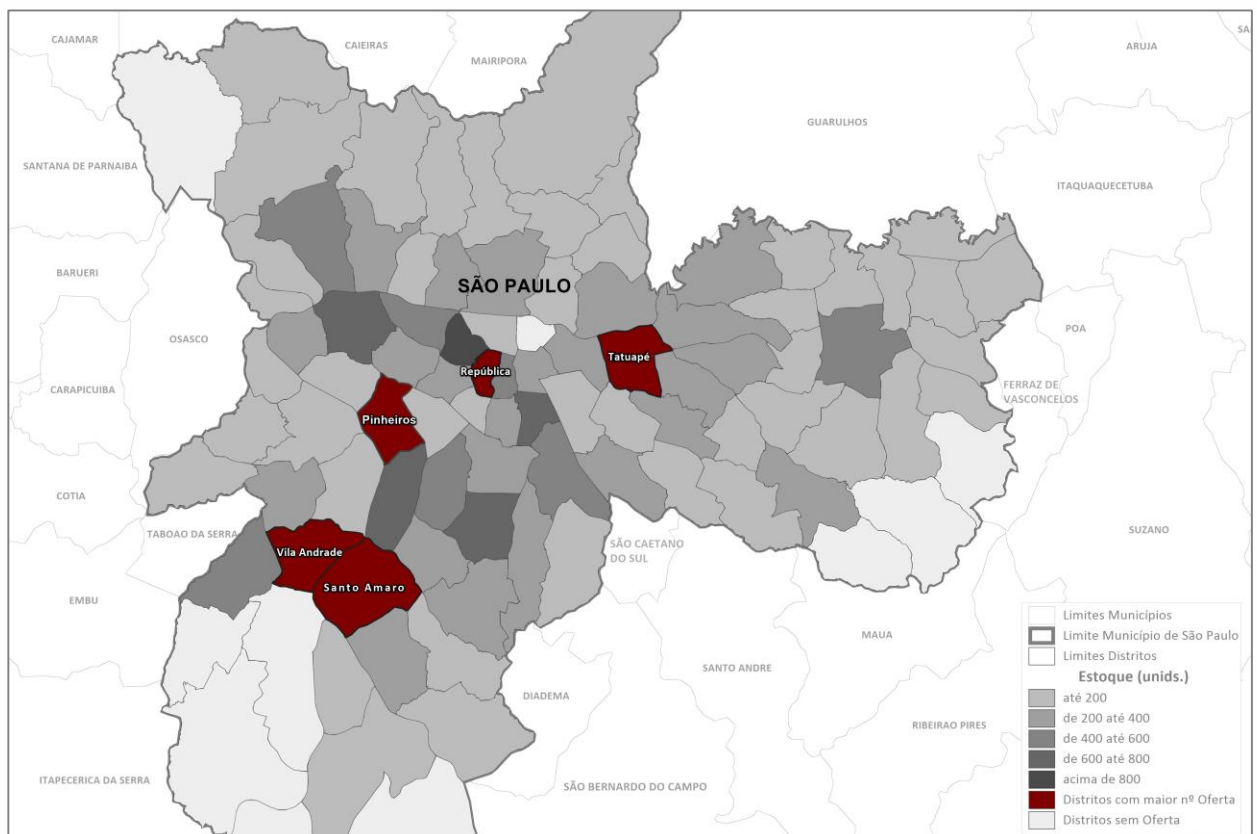 CAJAMAR
CAIEIRAS
MAIRIPORA
ARUJA
SA
GUARULHOS
SANTANA DE PARNAIBA
ITAQUAQUECETUBA
BARUERI
SÃO PAULO
OSASCO
POA
Tatuapé
República
CARAPICUIBA
FERRAZ DE
VASCONCELOS
Pinheiros
COTIA
TABOAO DA SERRA
SUZANO
SÃO CAETANO
DO SUL
Vila Andrade
Santo Amaro
EMBU
MAUA
SANTO ANDRE
DIADEMA
RIBEIRAO PIRES
ITAPECERICA DA SERRA
SÃO BERNARDO DO CAMPO
Limites Municípios
Limite Município de São Paulo
Limites Distritos
Estoque (unids.)
até 200
de 200 até 400
de 400 até 600
de 600 até 800
acima de 800
Distritos com maior nº Oferta
Distritos sem Oferta